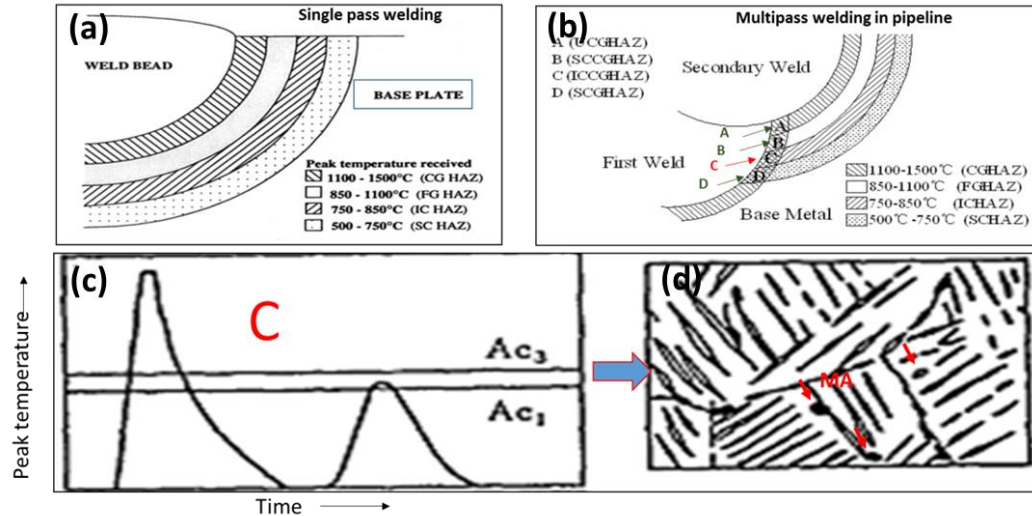 (a)
Single pass welding
WELD BEAD
BASE PLATE
Peak temperature received
1100 - 1500°C (CG HAZ)
850 - 1100°C (FG HAZ)
750 - 850°C (IC HAZ)
500 - 750°C (SC HAZ)
(b)
Multipass welding in pipeline
A (UCGHAZ)
B (SCCGHAZ)
C (ICCGHAZ)
D (SCGHAZ)
Secondary Weld
A
A
B
B
C
C
D
D
First Weld
Base Metal
1100-1500℃ (CGHAZ)
850-1100℃ (FGHAZ)
750-850℃ (ICHAZ)
500℃ -750℃ (SCHAZ)
Peak temperature
(c)
C
Ac3
Ac1
Time
(d)
MA